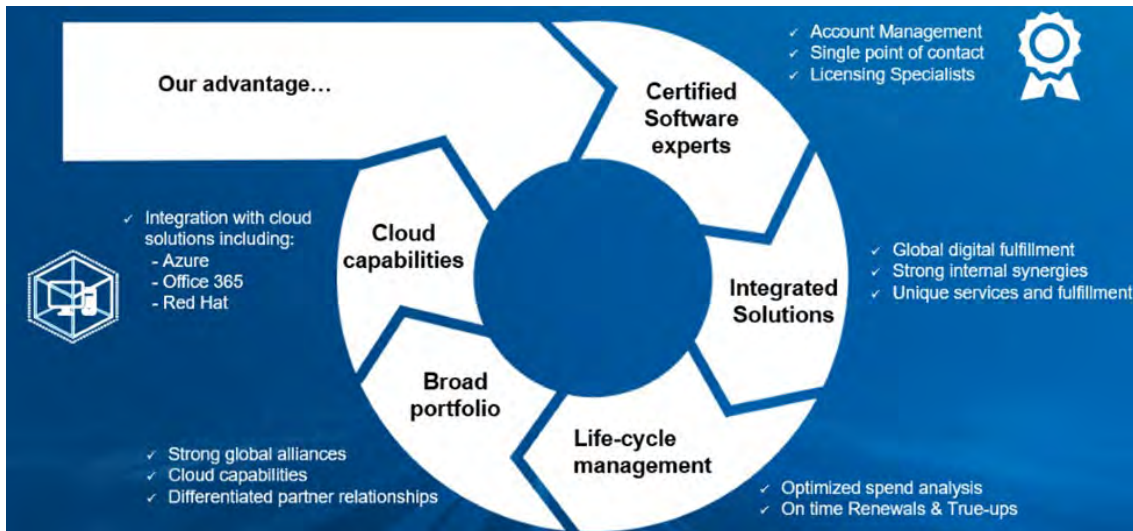 Our advantage…
Certified
Software
experts
✓ Account Management
✓ Single point of contact
✓ Licensing Specialists
Integrated
Solutions
✓ Global digital fulfillment
✓ Strong internal synergies
✓ Unique services and fulfillment
Life-cycle
management
✓ Optimized spend analysis
✓ On time Renewals & True-ups
Broad
portfolio
✓ Strong global alliances
✓ Cloud capabilities
✓ Differentiated partner relationships
Cloud
capabilities
✓ Integration with cloud
solutions including:
- Azure
- Office 365
- Red Hat